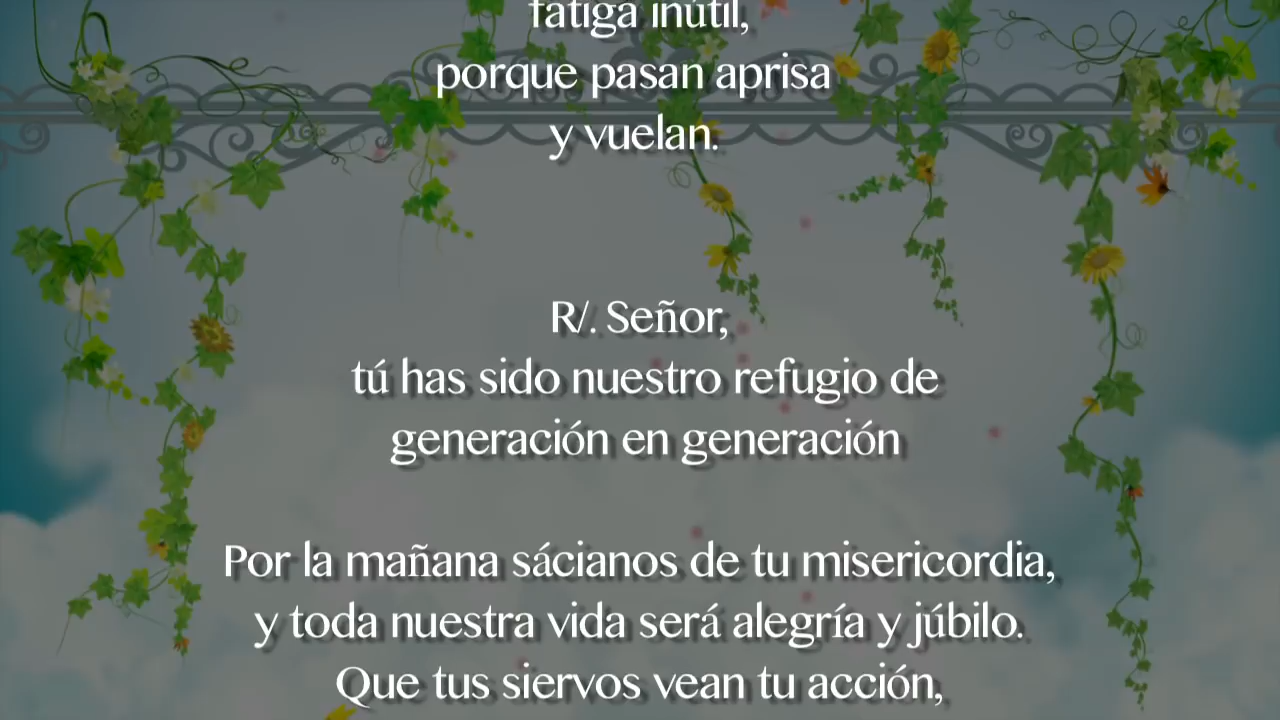 fatiga inútil,
porque pasan aprisa
y vuelan.
R/. Señor,
tú has sido nuestro refugio de
generación en generación
Por la mañana sácianos de tu misericordia,
y toda nuestra vida será alegría y júbilo.
Que tus siervos vean tu acción,